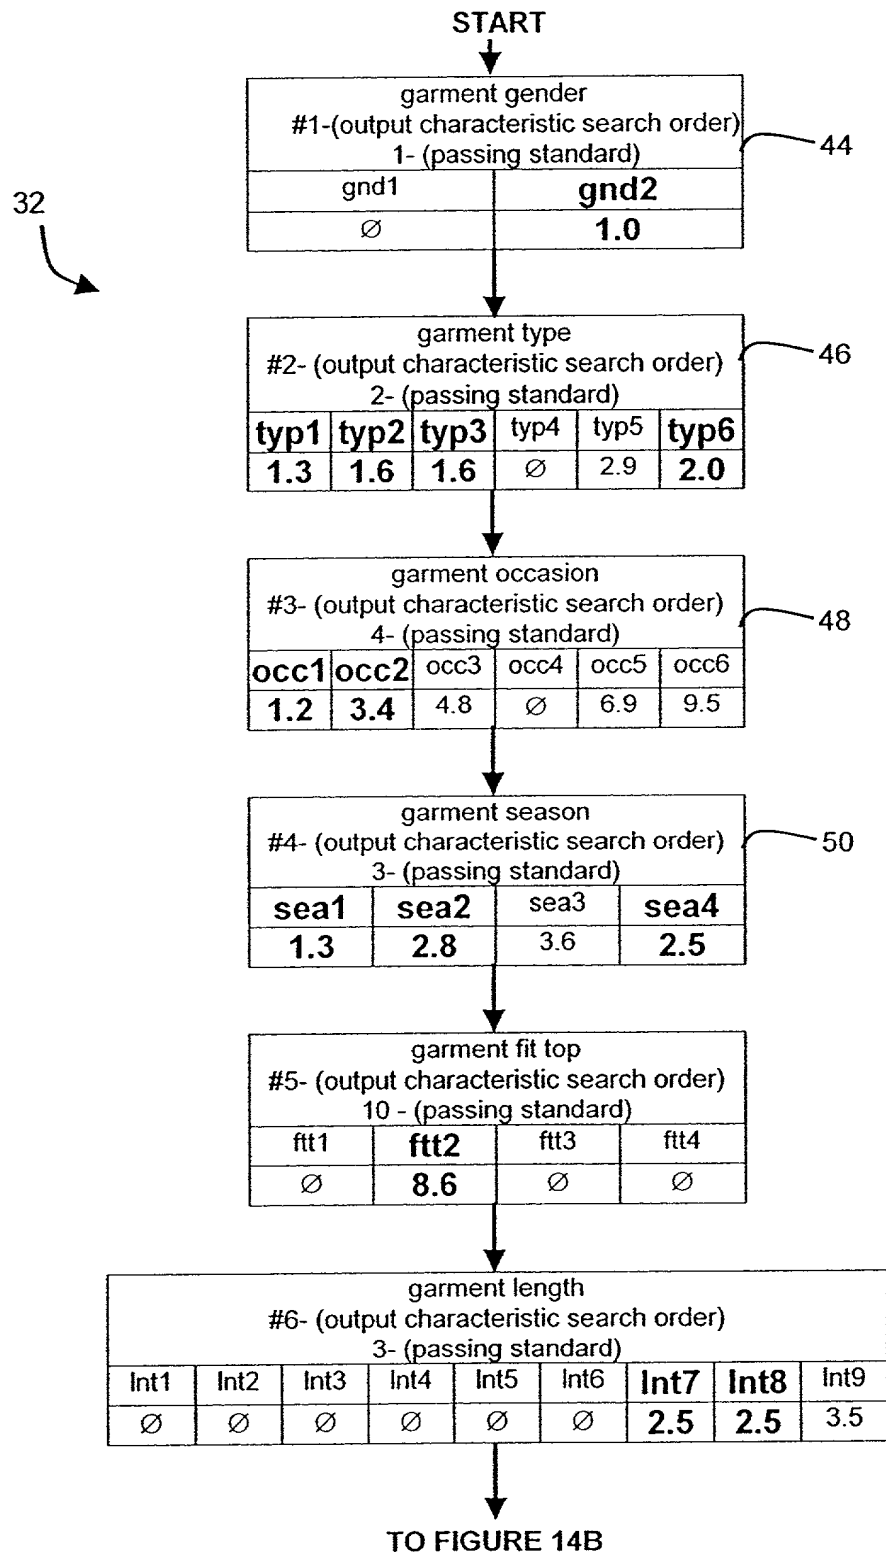 START
garment gender
#1-(output characteristic search order)
1- (passing standard)
44
gnd1 gnd2
∅ 1.0
32
garment type
#2- (output characteristic search order)
2- (passing standard)
46
typ1 typ2 typ3 typ4 typ5 typ6
1.3 1.6 1.6 ∅ 2.9 2.0
garment occasion
#3- (output characteristic search order)
4- (passing standard)
48
occ1 occ2 occ3 occ4 occ5 occ6
1.2 3.4 4.8 ∅ 6.9 9.5
garment season
#4- (output characteristic search order)
3- (passing standard)
50
sea1 sea2 sea3 sea4
1.3 2.8 3.6 2.5
garment fit top
#5- (output characteristic search order)
10 - (passing standard)
ftt1 ftt2 ftt3 ftt4
∅ 8.6 ∅ ∅
garment length
#6- (output characteristic search order)
3- (passing standard)
lnt1 lnt2 lnt3 lnt4 lnt5 lnt6 lnt7 lnt8 lnt9
∅ ∅ ∅ ∅ ∅ ∅ 2.5 2.5 3.5
TO FIGURE 14B